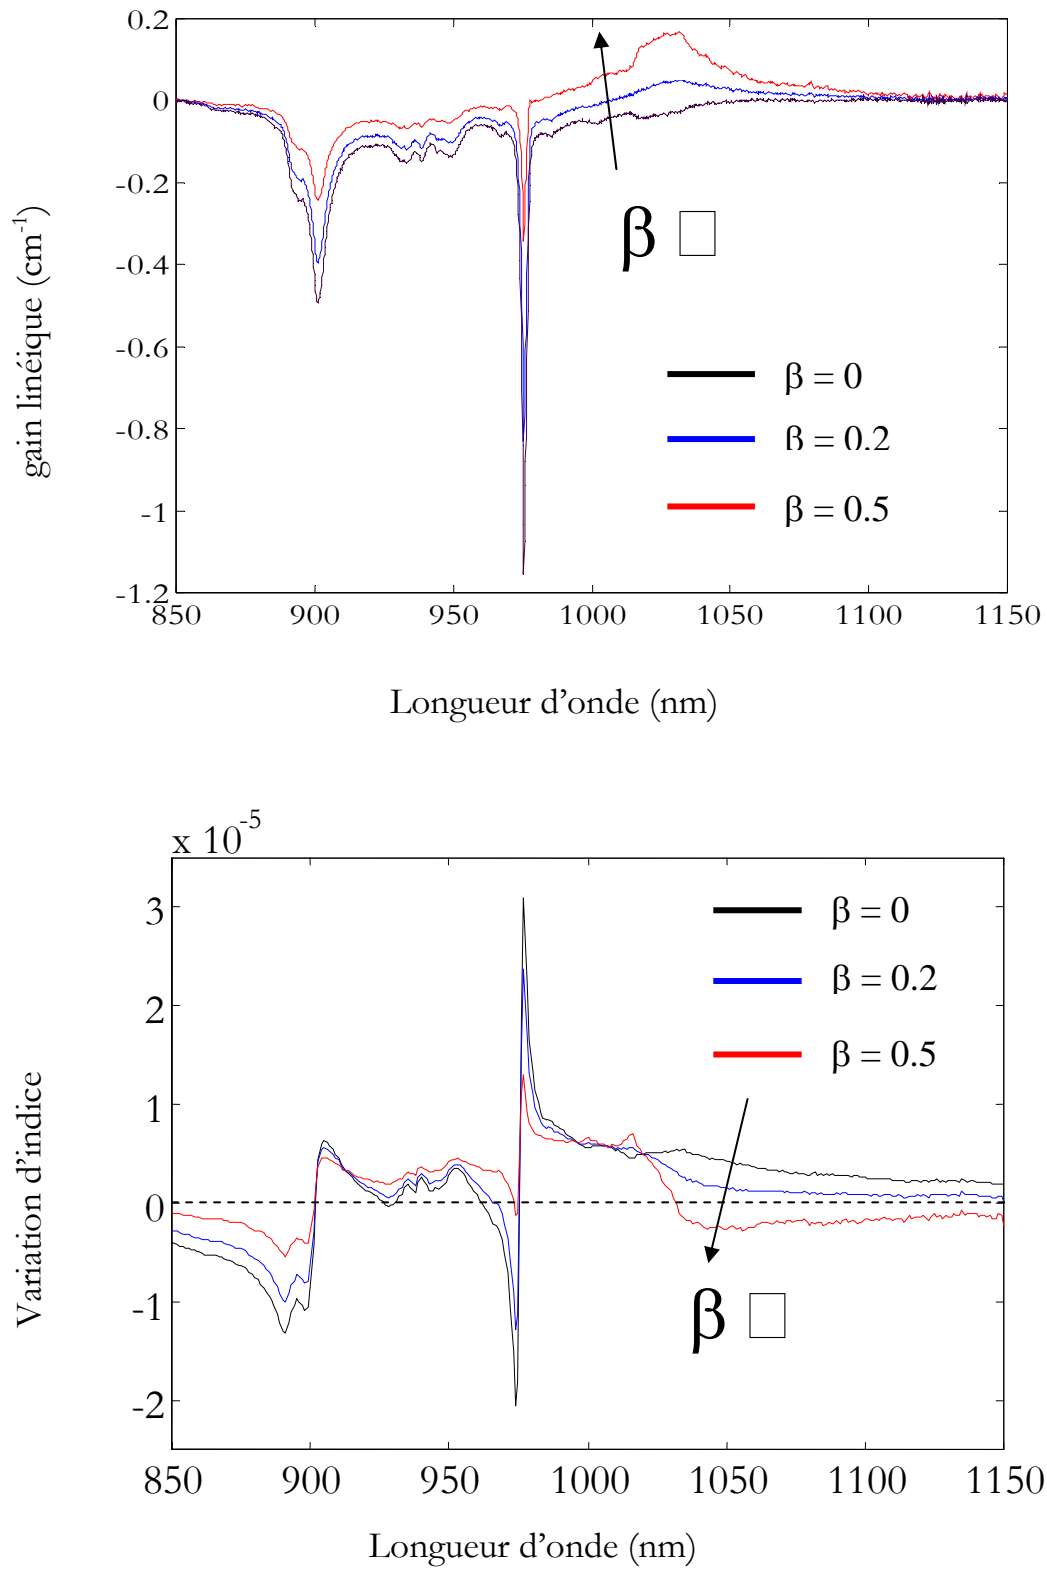 0.2
0
-0.2
-0.4
-0.6
-0.8
-1
-1.2
gain linéique (cm-1)
β □
β = 0
β = 0.2
β = 0.5
850 900 950 1000 1050 1100 1150
Longueur d'onde (nm)
x 10-5
3
2
1
0
-1
-2
Variation d'indice
β = 0
β = 0.2
β = 0.5
β □
850 900 950 1000 1050 1100 1150
Longueur d'onde (nm)